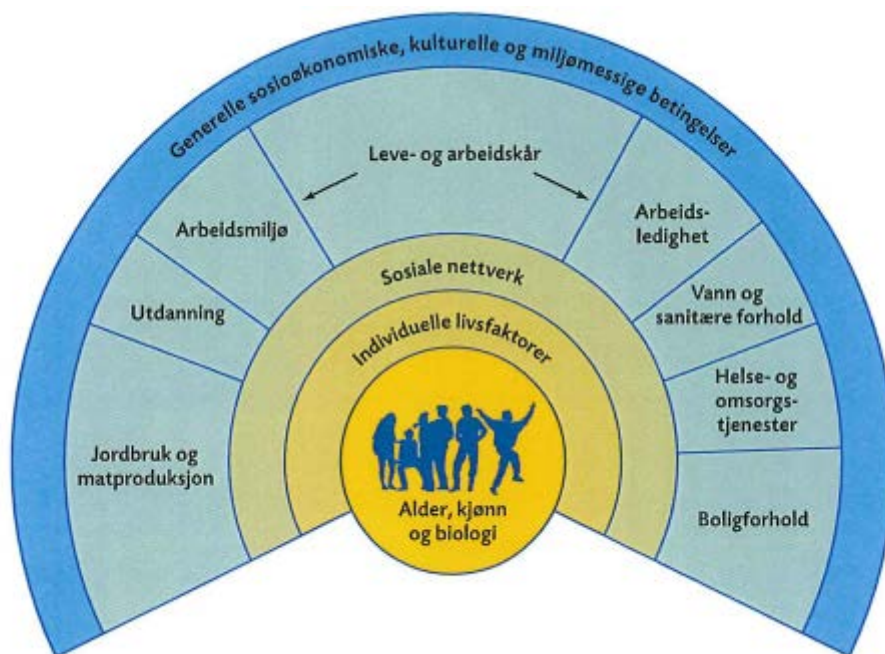 Generelle sosioøkonomiske, kulturelle og miljømessige betingelser
Leve- og arbeidskår
Arbeidsmiljø
Arbeids-
ledighet
Utdanning
Vann og
sanitære forhold
Jordbruk og
matproduksjon
Helse- og
omsorgs-
tjenester
Boligforhold
Sosiale nettverk
Individuelle livsfaktorer
Alder, kjønn
og biologi